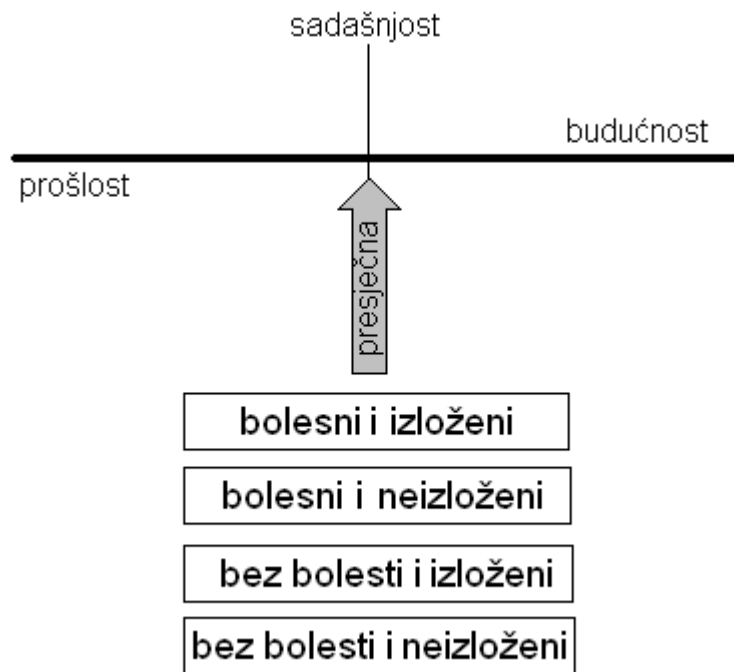 sadašnjost
budućnost
prošlost
presječna
bolesni i izloženi
bolesni i neizloženi
bez bolesti i izloženi
bez bolesti i neizloženi